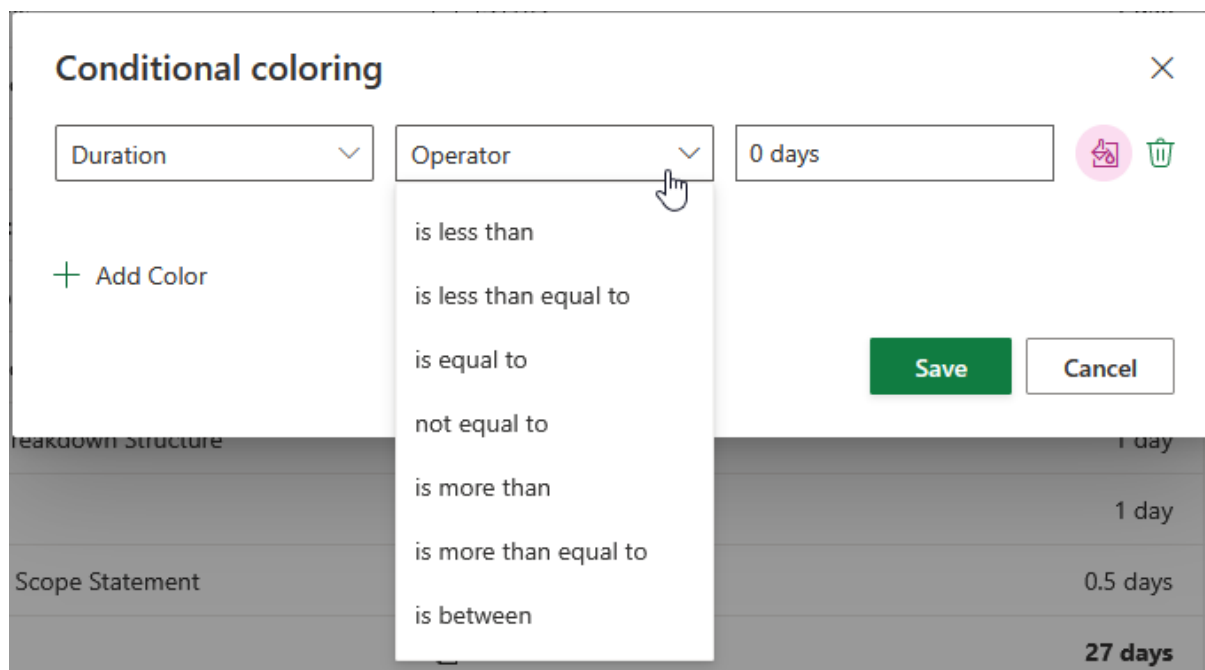 Conditional coloring
Duration
Operator
0 days
is less than
is less than equal to
Add Color
is equal to
Save
Cancel
not equal to
reakdown Structure
1 day
is more than
1 day
is more than equal to
Scope Statement
0.5 days
is between
27 days